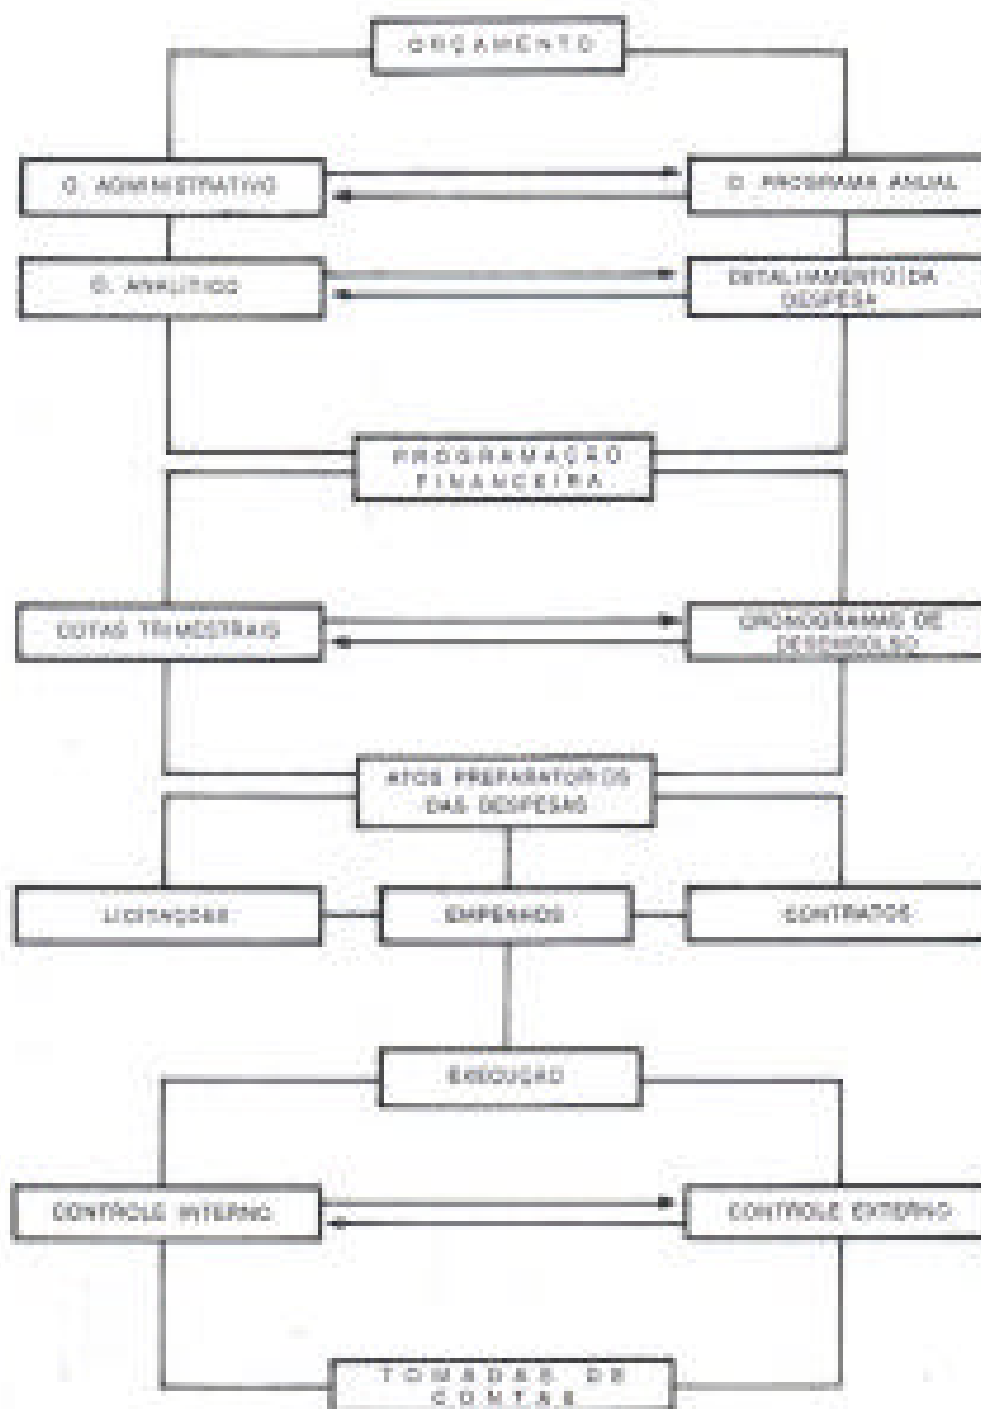 ORÇAMENTO
O. ADMINISTRATIVO
O. PROGRAMA ANUAL
O. ANALÍTICO
DETALHAMENTO DA
DESPESA
PROGRAMAÇÃO
FINANCEIRA
COTAS TRIMESTRAIS
CRONOGRAMAS DE
DESEMBOLSO
ATOS PREPARATORIOS
DAS DESPESAS
LICITAÇÕES
EMPENHOS
CONTRATOS
EXECUÇÃO
CONTROLE INTERNO
CONTROLE EXTERNO
TOMADAS DE
CONTAS